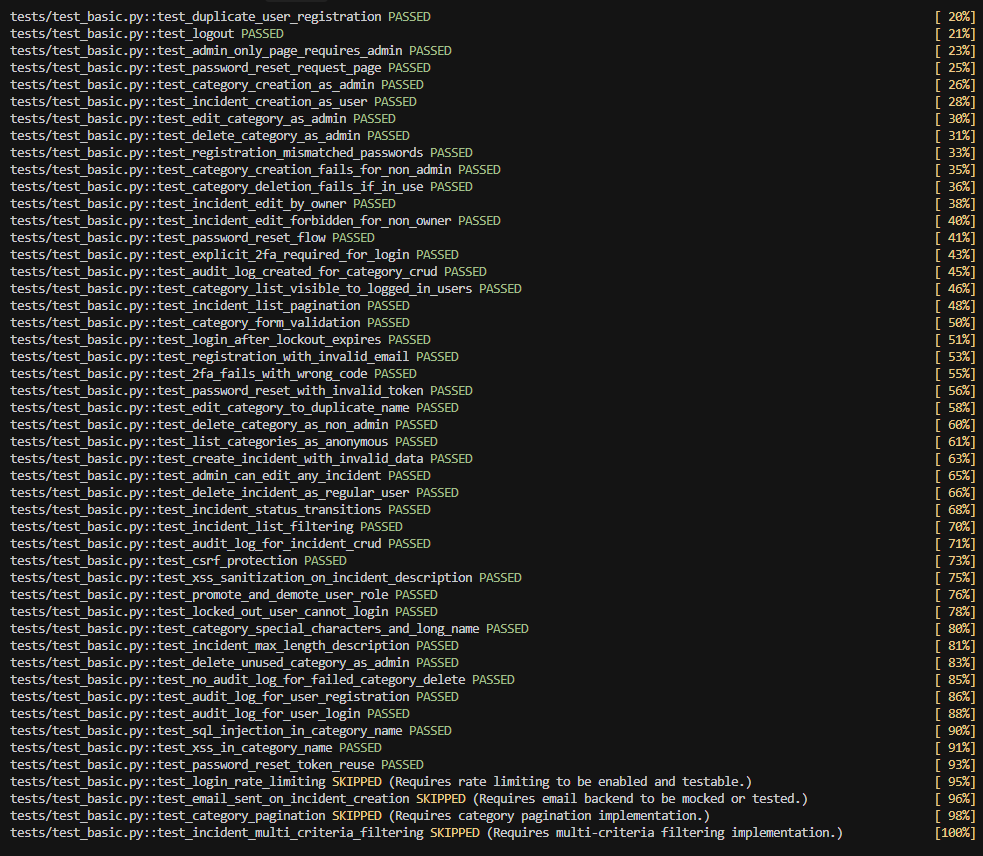 tests/test_basic.py::test_duplicate_user_registration PASSED [ 20%]
tests/test_basic.py::test_logout PASSED [ 21%]
tests/test_basic.py::test_admin_only_page_requires_admin PASSED [ 23%]
tests/test_basic.py::test_password_reset_request_page PASSED [ 25%]
tests/test_basic.py::test_category_creation_as_admin PASSED [ 26%]
tests/test_basic.py::test_incident_creation_as_user PASSED [ 28%]
tests/test_basic.py::test_edit_category_as_admin PASSED [ 30%]
tests/test_basic.py::test_delete_category_as_admin PASSED [ 31%]
tests/test_basic.py::test_registration_mismatched_passwords PASSED [ 33%]
tests/test_basic.py::test_category_creation_fails_for_non_admin PASSED [ 35%]
tests/test_basic.py::test_category_deletion_fails_if_in_use PASSED [ 36%]
tests/test_basic.py::test_incident_edit_by_owner PASSED [ 38%]
tests/test_basic.py::test_incident_edit_forbidden_for_non_owner PASSED [ 40%]
tests/test_basic.py::test_password_reset_flow PASSED [ 41%]
tests/test_basic.py::test_explicit_2fa_required_for_login PASSED [ 43%]
tests/test_basic.py::test_audit_log_created_for_category_crud PASSED [ 45%]
tests/test_basic.py::test_category_list_visible_to_logged_in_users PASSED [ 46%]
tests/test_basic.py::test_incident_list_pagination PASSED [ 48%]
tests/test_basic.py::test_category_form_validation PASSED [ 50%]
tests/test_basic.py::test_login_after_lockout_expires PASSED [ 51%]
tests/test_basic.py::test_registration_with_invalid_email PASSED [ 53%]
tests/test_basic.py::test_2fa_fails_with_wrong_code PASSED [ 55%]
tests/test_basic.py::test_password_reset_with_invalid_token PASSED [ 56%]
tests/test_basic.py::test_edit_category_to_duplicate_name PASSED [ 58%]
tests/test_basic.py::test_delete_category_as_non_admin PASSED [ 60%]
tests/test_basic.py::test_list_categories_as_anonymous PASSED [ 61%]
tests/test_basic.py::test_create_incident_with_invalid_data PASSED [ 63%]
tests/test_basic.py::test_admin_can_edit_any_incident PASSED [ 65%]
tests/test_basic.py::test_delete_incident_as_regular_user PASSED [ 66%]
tests/test_basic.py::test_incident_status_transitions PASSED [ 68%]
tests/test_basic.py::test_incident_list_filtering PASSED [ 70%]
tests/test_basic.py::test_audit_log_for_incident_crud PASSED [ 71%]
tests/test_basic.py::test_csrf_protection PASSED [ 73%]
tests/test_basic.py::test_xss_sanitization_on_incident_description PASSED [ 75%]
tests/test_basic.py::test_promote_and_demote_user_role PASSED [ 76%]
tests/test_basic.py::test_locked_out_user_cannot_login PASSED [ 78%]
tests/test_basic.py::test_category_special_characters_and_long_name PASSED [ 80%]
tests/test_basic.py::test_incident_max_length_description PASSED [ 81%]
tests/test_basic.py::test_delete_unused_category_as_admin PASSED [ 83%]
tests/test_basic.py::test_no_audit_log_for_failed_category_delete PASSED [ 85%]
tests/test_basic.py::test_audit_log_for_user_registration PASSED [ 86%]
tests/test_basic.py::test_audit_log_for_user_login PASSED [ 88%]
tests/test_basic.py::test_sql_injection_in_category_name PASSED [ 90%]
tests/test_basic.py::test_xss_in_category_name PASSED [ 91%]
tests/test_basic.py::test_password_reset_token_reuse PASSED [ 93%]
tests/test_basic.py::test_login_rate_limiting SKIPPED (Requires rate limiting to be enabled and testable.) [ 95%]
tests/test_basic.py::test_email_sent_on_incident_creation SKIPPED (Requires email backend to be mocked or tested.) [ 96%]
tests/test_basic.py::test_category_pagination SKIPPED (Requires category pagination implementation.) [ 98%]
tests/test_basic.py::test_incident_multi_criteria_filtering SKIPPED (Requires multi-criteria filtering implementation.) [100%]